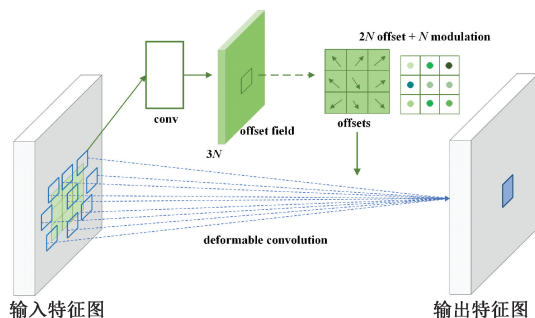 2N offset + N modulation
conv
offset field
offsets
3N
deformable convolution
输入特征图
输出特征图